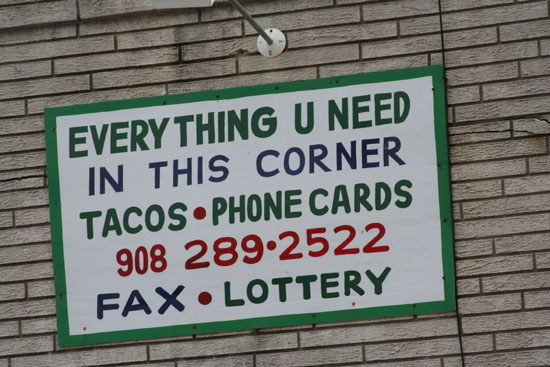 EVERYTHING U NEED
IN THIS CORNER
TACOS • PHONE CARDS
908 289•2522
FAX • LOTTERY